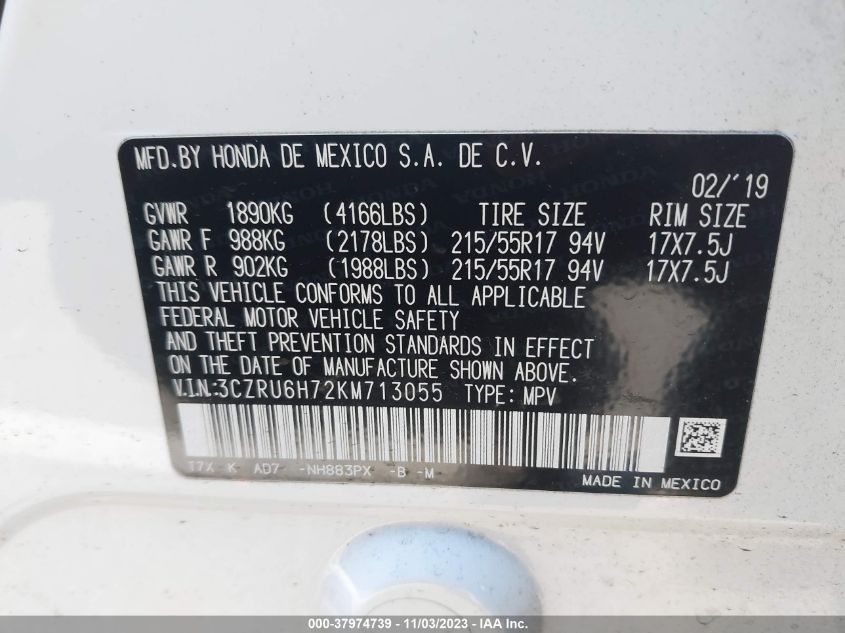 MFD.BY HONDA DE MEXICO S.A. DE C.V.
02/'19
GVWR 1890KG (4166LBS) TIRE SIZE RIM SIZE
GAWR F 988KG (2178LBS) 215/55R17 94V 17X7.5J
GAWR R 902KG (1988LBS) 215/55R17 94V 17X7.5J
THIS VEHICLE CONFORMS TO ALL APPLICABLE
FEDERAL MOTOR VEHICLE SAFETY
AND THEFT PREVENTION STANDARDS IN EFFECT
ON THE DATE OF MANUFACTURE SHOWN ABOVE.
V.I.N.:3CZRU6H72KM713055 TYPE: MPV
T7X K AD7 -NH883PX -B -M
MADE IN MEXICO
000-37974739 - 11/03/2023 - IAA Inc.